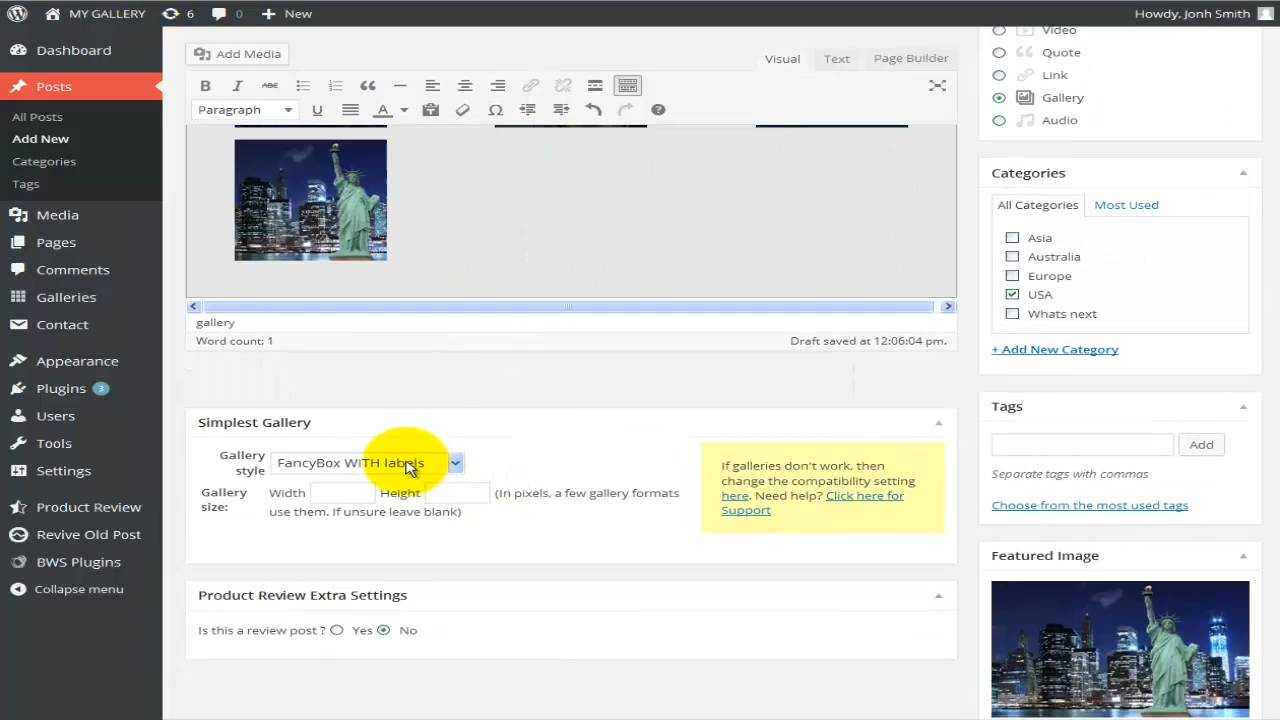 MY GALLERY 6 0 New Howdy, Jonh Smith
Dashboard
Posts
All Posts
Add New
Categories
Tags
Media
Pages
Comments
Galleries
Contact
Appearance
Plugins 3
Users
Tools
Settings
Product Review
Revive Old Post
BWS Plugins
Collapse menu
Add Media
Visual Text Page Builder
B I ABC
Paragraph U A Ω ?
gallery
Word count: 1 Draft saved at 12:06:04 pm.
Simplest Gallery
Gallery style FancyBox WITH labels
Gallery size: Width Height (In pixels, a few gallery formats
use them. If unsure leave blank)
If galleries don't work, then
change the compatibility setting
here. Need help? Click here for
Support
Product Review Extra Settings
Is this a review post ? Yes No
Video
Quote
Link
Gallery
Audio
Categories
All Categories Most Used
Asia
Australia
Europe
USA
Whats next
+ Add New Category
Tags
Add
Separate tags with commas
Choose from the most used tags
Featured Image